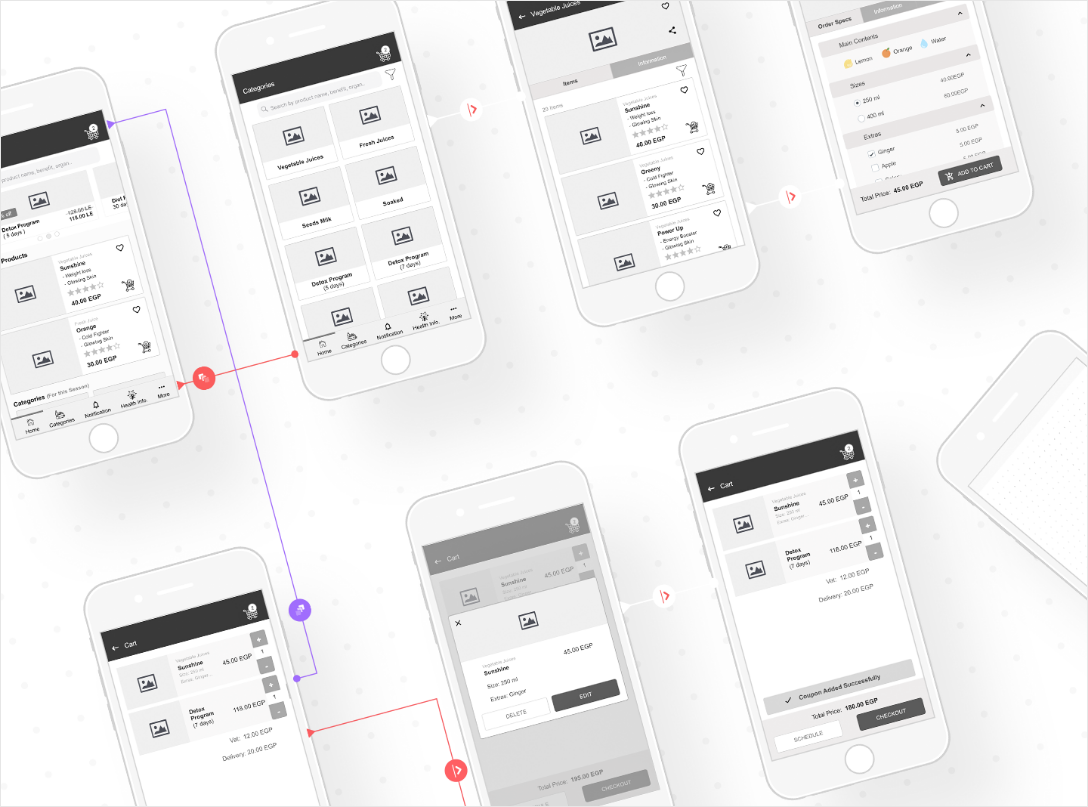 product name, benefit, organ..
% off
Detox Program
( 5 days )
-128.00 LE
118.00 LE
30 da
Products
Vegetable Juices
Sunshine
- Weight loss
- Glowing Skin
40.00 EGP
Fresh Juice
Orange
- Cold Fighter
- Glowing Skin
30.00 EGP
Categories (For this Season)
Home
Categories
Notification
Health Info.
More
Categories
Search by product name, benefit, organ..
Vegetable Juices
Fresh Juices
Seeds Milk
Soaked
Detox Program
(5 days)
Detox Program
(7 days)
Home
Categories
Notification
Health Info.
More
Vegetable Juices
Items
Information
20 items
Vegetable Juices
Sunshine
- Weight loss
- Glowing Skin
40.00 EGP
Vegetable Juices
Greeny
- Cold Fighter
- Glowing Skin
30.00 EGP
Vegetable Juices
Power Up
- Energy Booster
- Glowing Skin
Order Specs
Information
Main Contents
Lemon
Orange
Water
Sizes
250 ml
40.00EGP
400 ml
60.00EGP
Extras
Ginger
5.00 EGP
Apple
5.00 EGP
Total Price: 45.00 EGP
ADD TO CART
Cart
Vegetable Juices
Sunshine
Size: 250 ml
Extras: Ginger..
45.00 EGP
+
1
-
Detox
Program
(7 days)
118.00 EGP
+
1
-
Vat: 12.00 EGP
Delivery: 20.00 EGP
Cart
Vegetable Juices
Sunshine
45.00 EGP
+
1
Vegetable Juices
Sunshine
45.00 EGP
Size: 250 ml
Extras: Ginger
DELETE
EDIT
Total Price: 195.00 EGP
CHECKOUT
Cart
Vegetable Juices
Sunshine
Size: 250 ml
Extras: Ginger..
45.00 EGP
+
1
-
Detox
Program
(7 days)
118.00 EGP
+
1
-
Vat: 12.00 EGP
Delivery: 20.00 EGP
Coupon Added Successfully
Total Price: 180.00 EGP
SCHEDULE
CHECKOUT